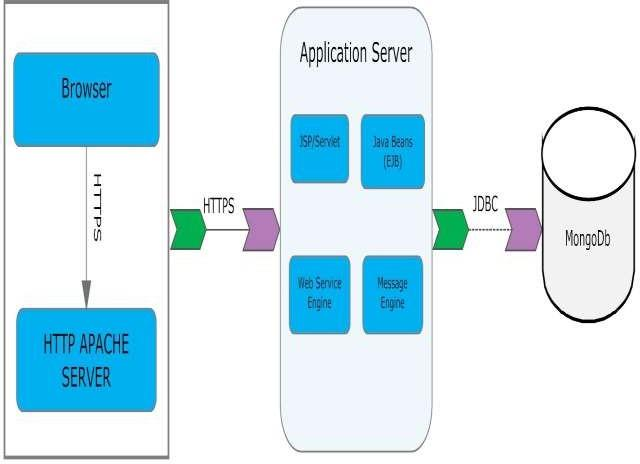 Browser
HTTPS
HTTP APACHE
SERVER
HTTPS
Application Server
JSP/Servlet
Java Beans
(EJB)
Web Service
Engine
Message
Engine
JDBC
MongoDb